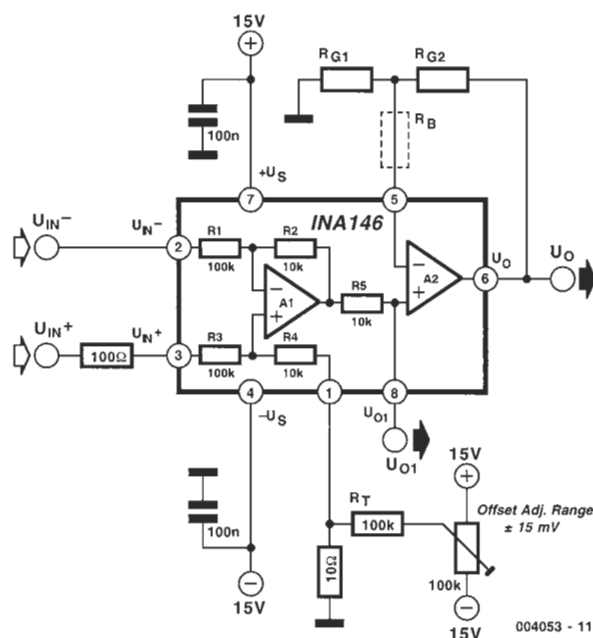 15V
+
100n
+US
7
RG1
RG2
RB
5
INA146
UIN−
UIN−
2
R1
100k
R2
10k
−
+
A1
R5
10k
−
+
A2
UO
6
UO
UIN+
100Ω
UIN+
3
R3
100k
R4
10k
4
−US
1
8
UO1
UO1
100n
−
15V
RT
100k
10Ω
15V
+
Offset Adj. Range
± 15 mV
100k
−
15V
004053 - 11